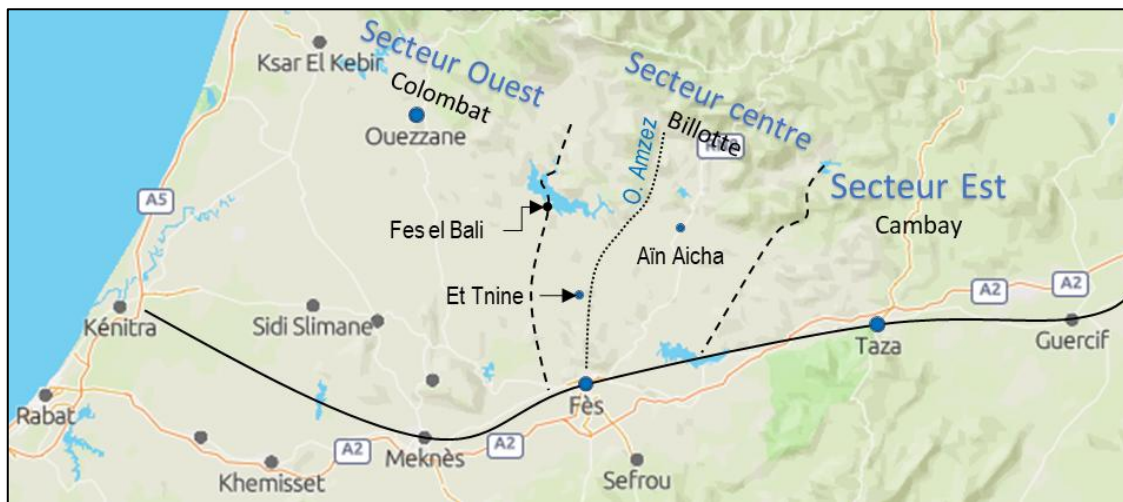 Secteur Ouest
Colombat
Secteur centre
Billotte
Secteur Est
Cambay
Ksar El Kebir
Ouezzane
O. Amzez
A5
Fes el Bali
Aïn Aicha
Et Tnine
Kénitra
Sidi Slimane
A2
A2
Taza
Guercif
Rabat
Fès
A2
Meknès
A2
Khemisset
Sefrou